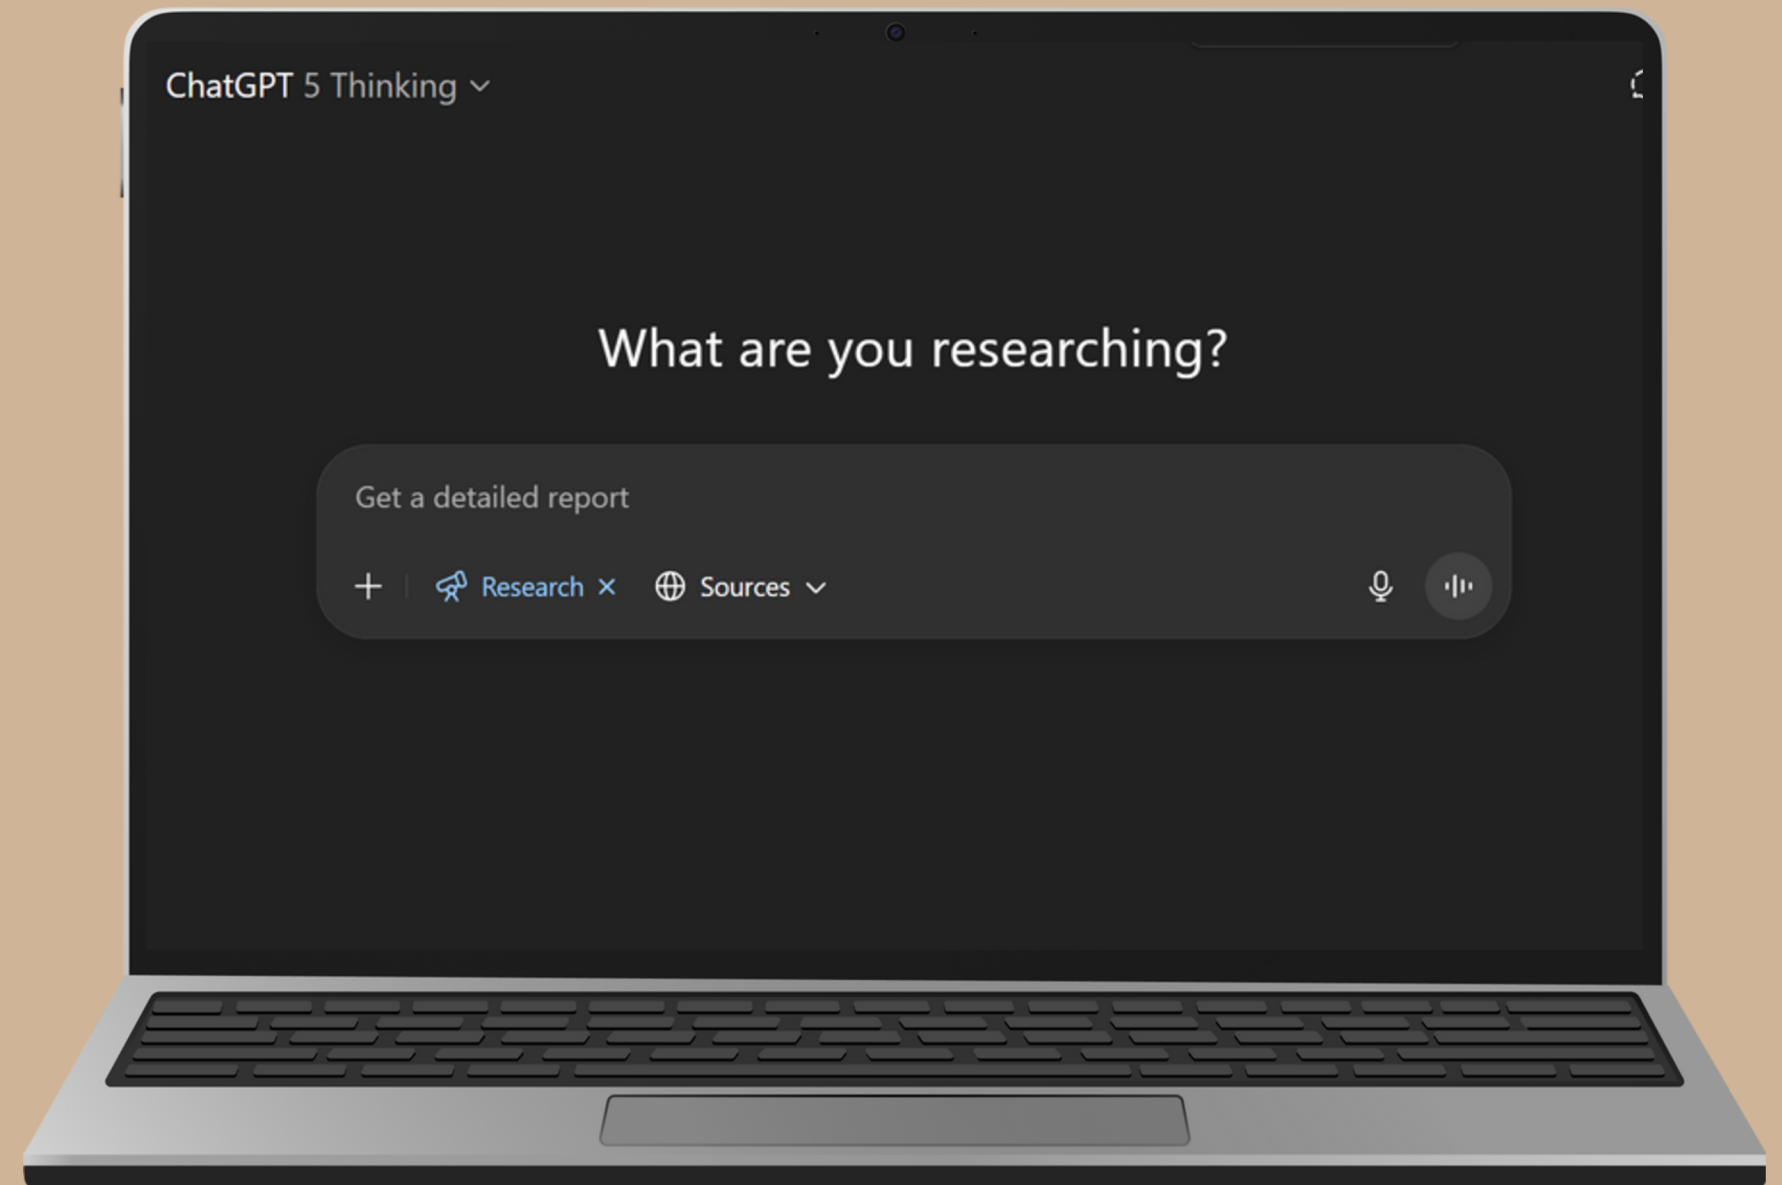 ChatGPT 5 Thinking
What are you researching?
Get a detailed report
Research
Sources